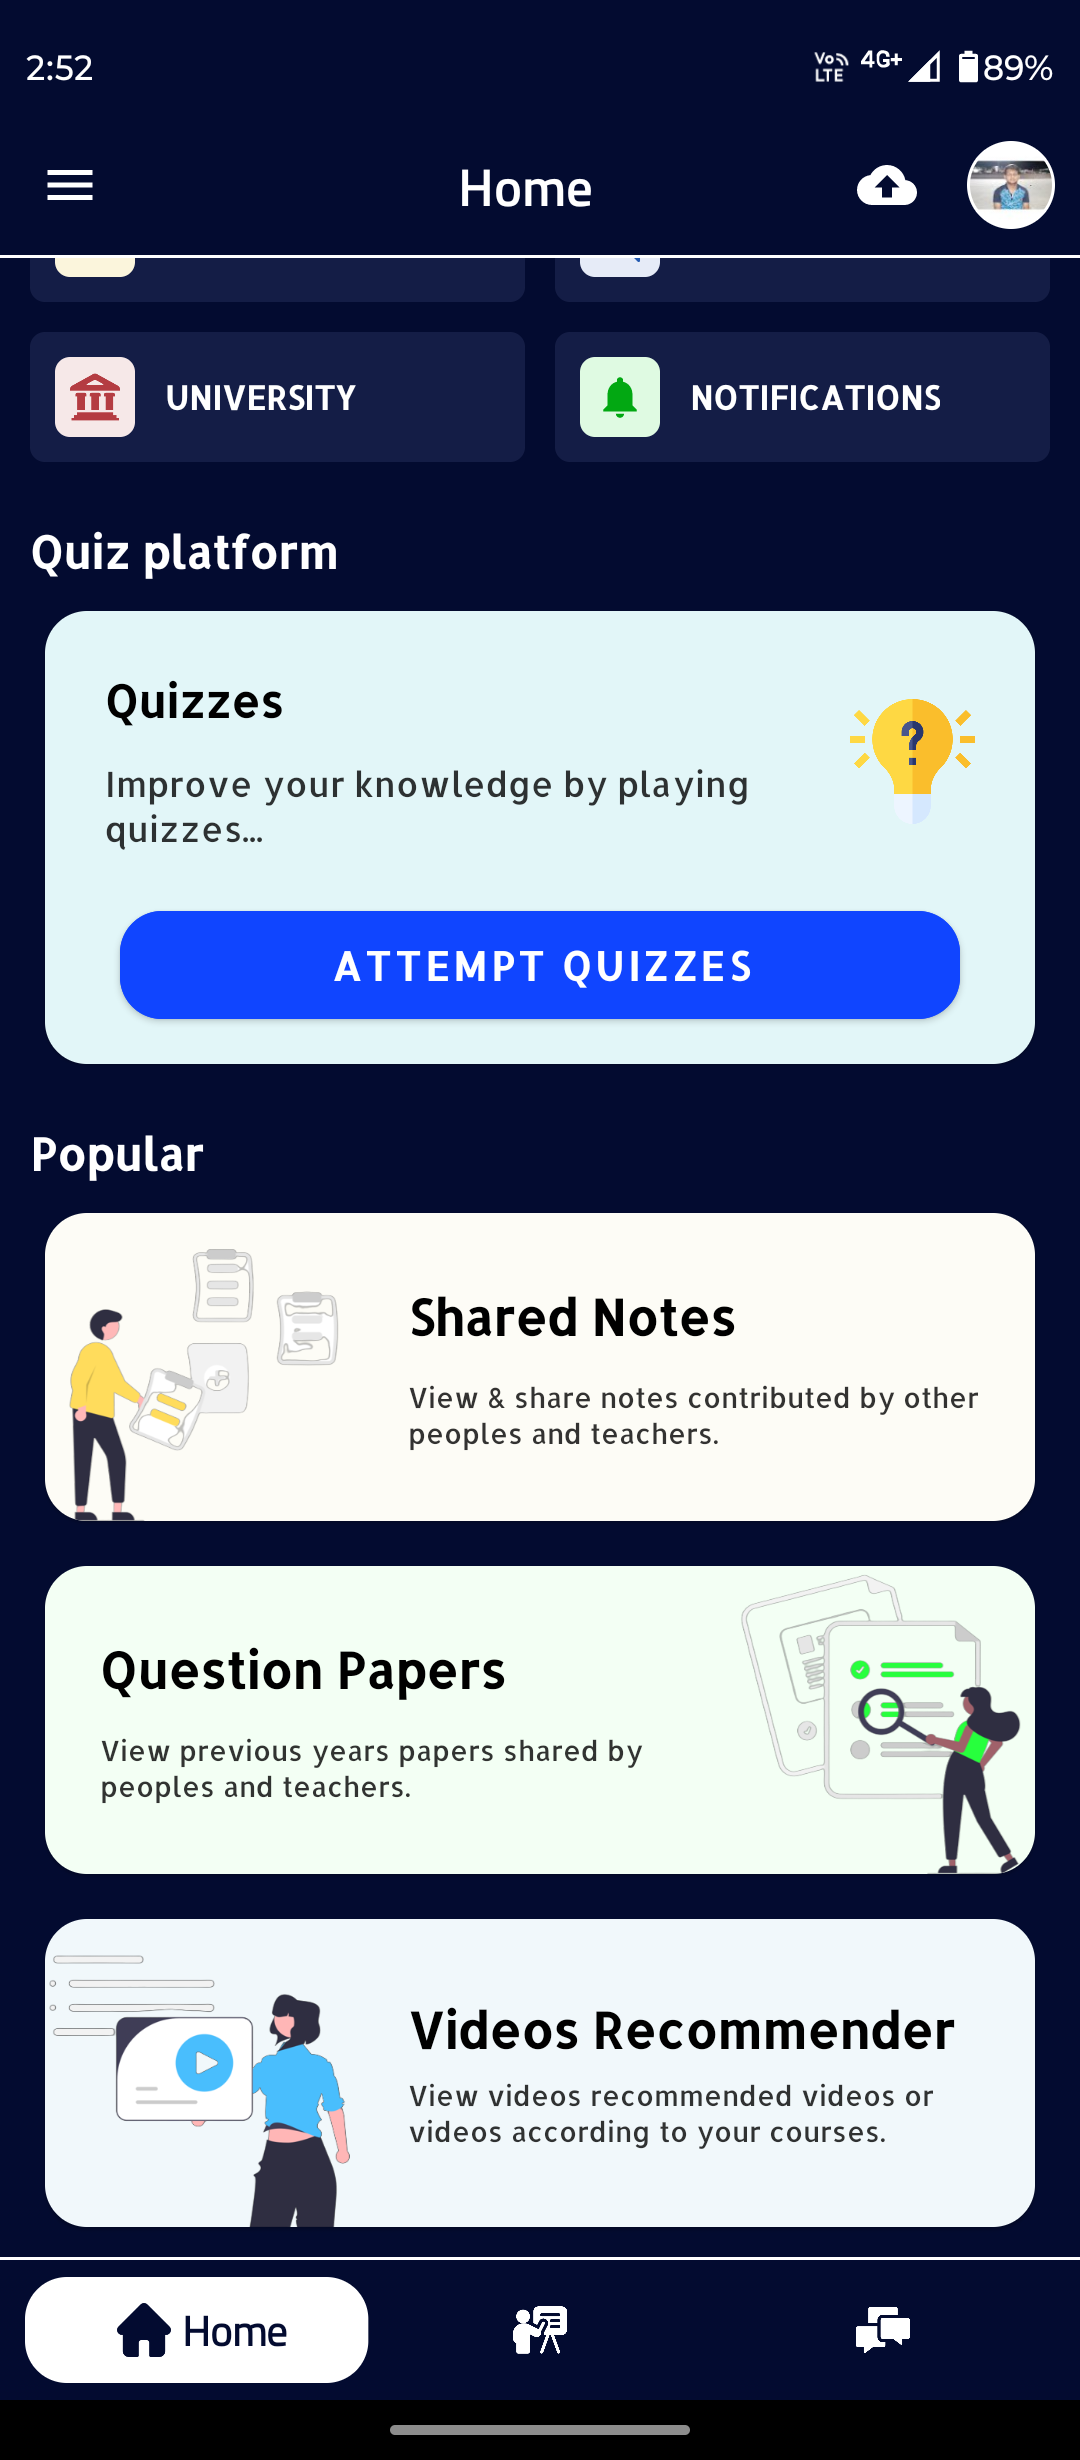 2:52
Vo LTE 4G+ 89%
Home
UNIVERSITY
NOTIFICATIONS
Quiz platform
Quizzes
Improve your knowledge by playing
quizzes...
?
ATTEMPT QUIZZES
Popular
Shared Notes
View & share notes contributed by other
peoples and teachers.
Question Papers
View previous years papers shared by
peoples and teachers.
Videos Recommender
View videos recommended videos or
videos according to your courses.
Home